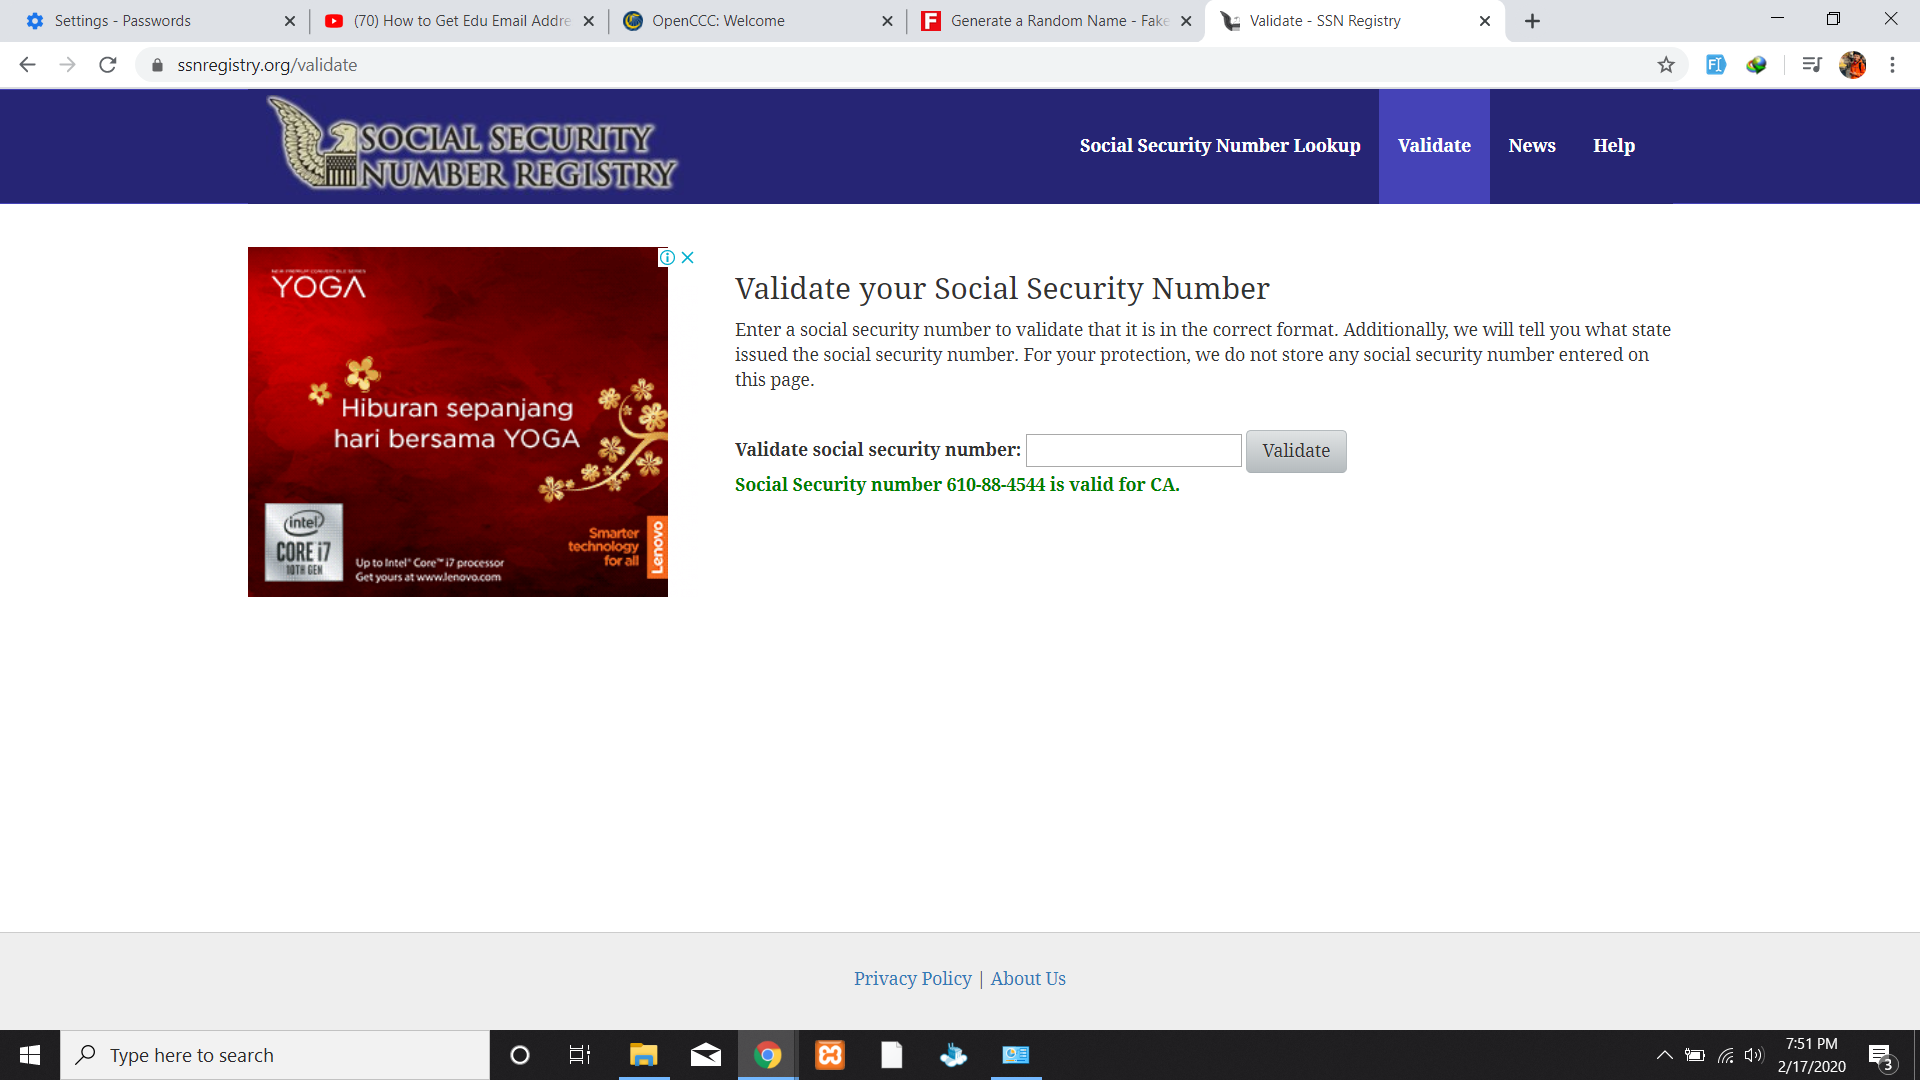 Settings - Passwords
(70) How to Get Edu Email Addre
OpenCCC: Welcome
Generate a Random Name - Fake
Validate - SSN Registry
ssnregistry.org/validate
SOCIAL SECURITY
NUMBER REGISTRY
Social Security Number Lookup
Validate
News
Help
NEW PREMIUM CONVERTIBLE SERIES
YOGA
Hiburan sepanjang
hari bersama YOGA
intel
CORE i7
10TH GEN
Up to Intel® Core™ i7 processor
Get yours at www.lenovo.com
Smarter
technology
for all
Lenovo
Validate your Social Security Number
Enter a social security number to validate that it is in the correct format. Additionally, we will tell you what state
issued the social security number. For your protection, we do not store any social security number entered on
this page.
Validate social security number:
Validate
Social Security number 610-88-4544 is valid for CA.
Privacy Policy | About Us
Type here to search
7:51 PM
2/17/2020
3